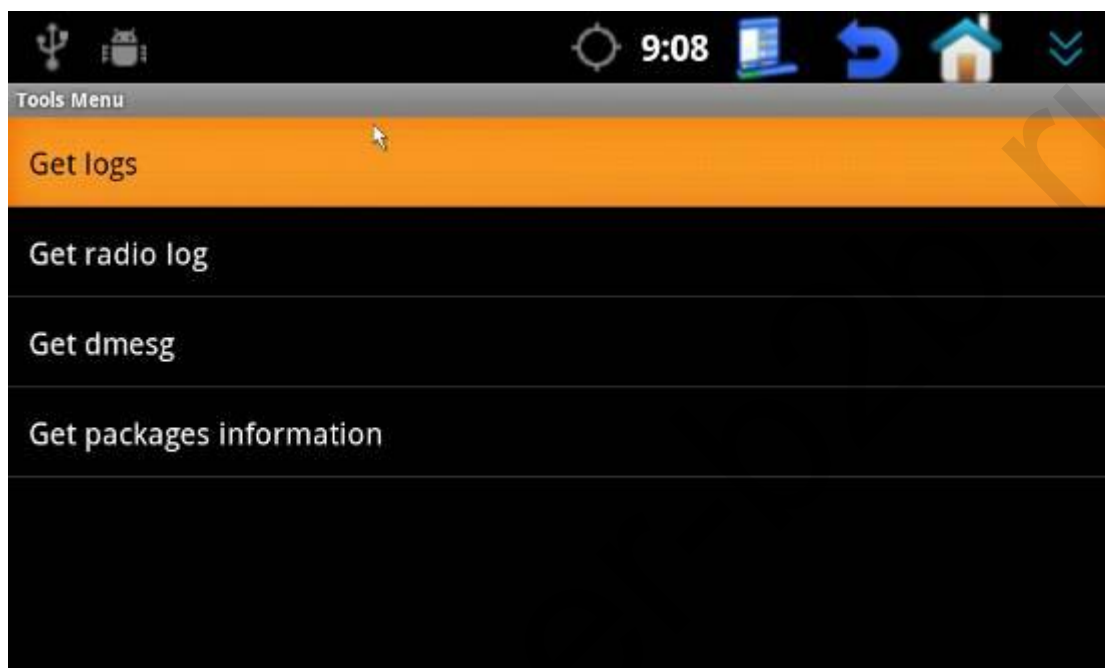 9:08
Tools Menu
Get logs
Get radio log
Get dmesg
Get packages information